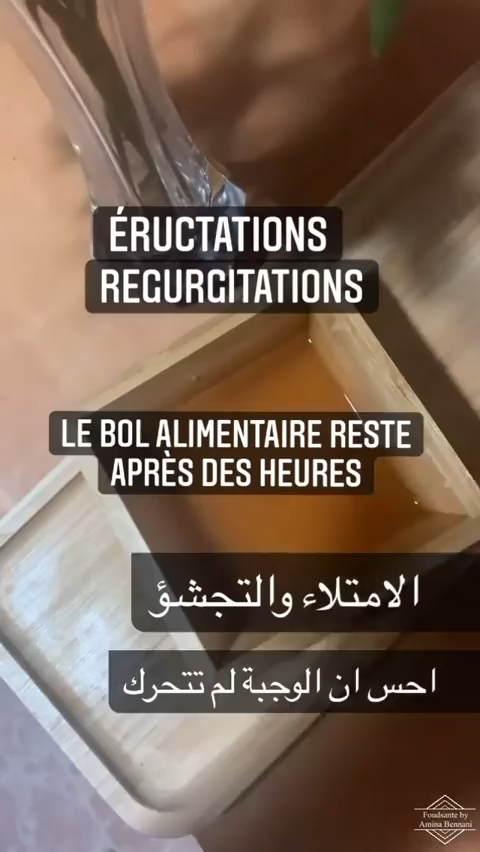 ÉRUCTATIONS
REGURGITATIONS
LE BOL ALIMENTAIRE RESTE
APRÈS DES HEURES
الامتلاء والتجشؤ
احس ان الوجبة لم تتحرك
Foudsante by
Amina Bennani